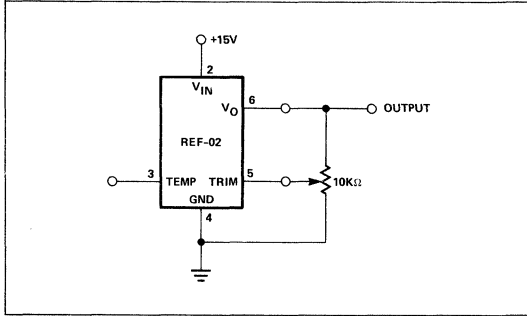 +15V
2
VIN
6
VO
OUTPUT
REF-02
3
TEMP
TRIM
5
10KΩ
GND
4